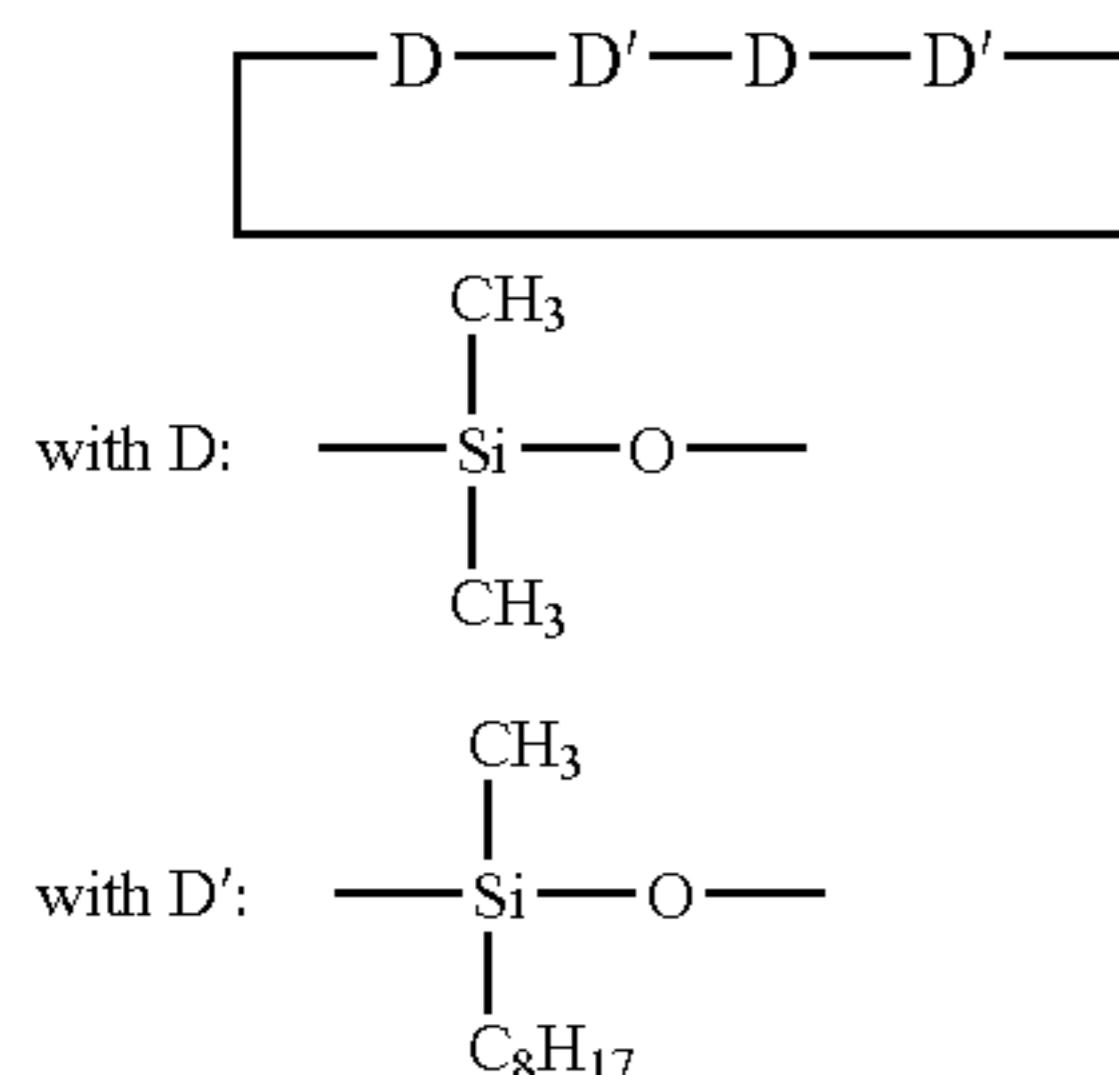 D D′ D D′
CH₃
with D: Si O
CH₃
CH₃
with D′: Si O
C₈H₁₇